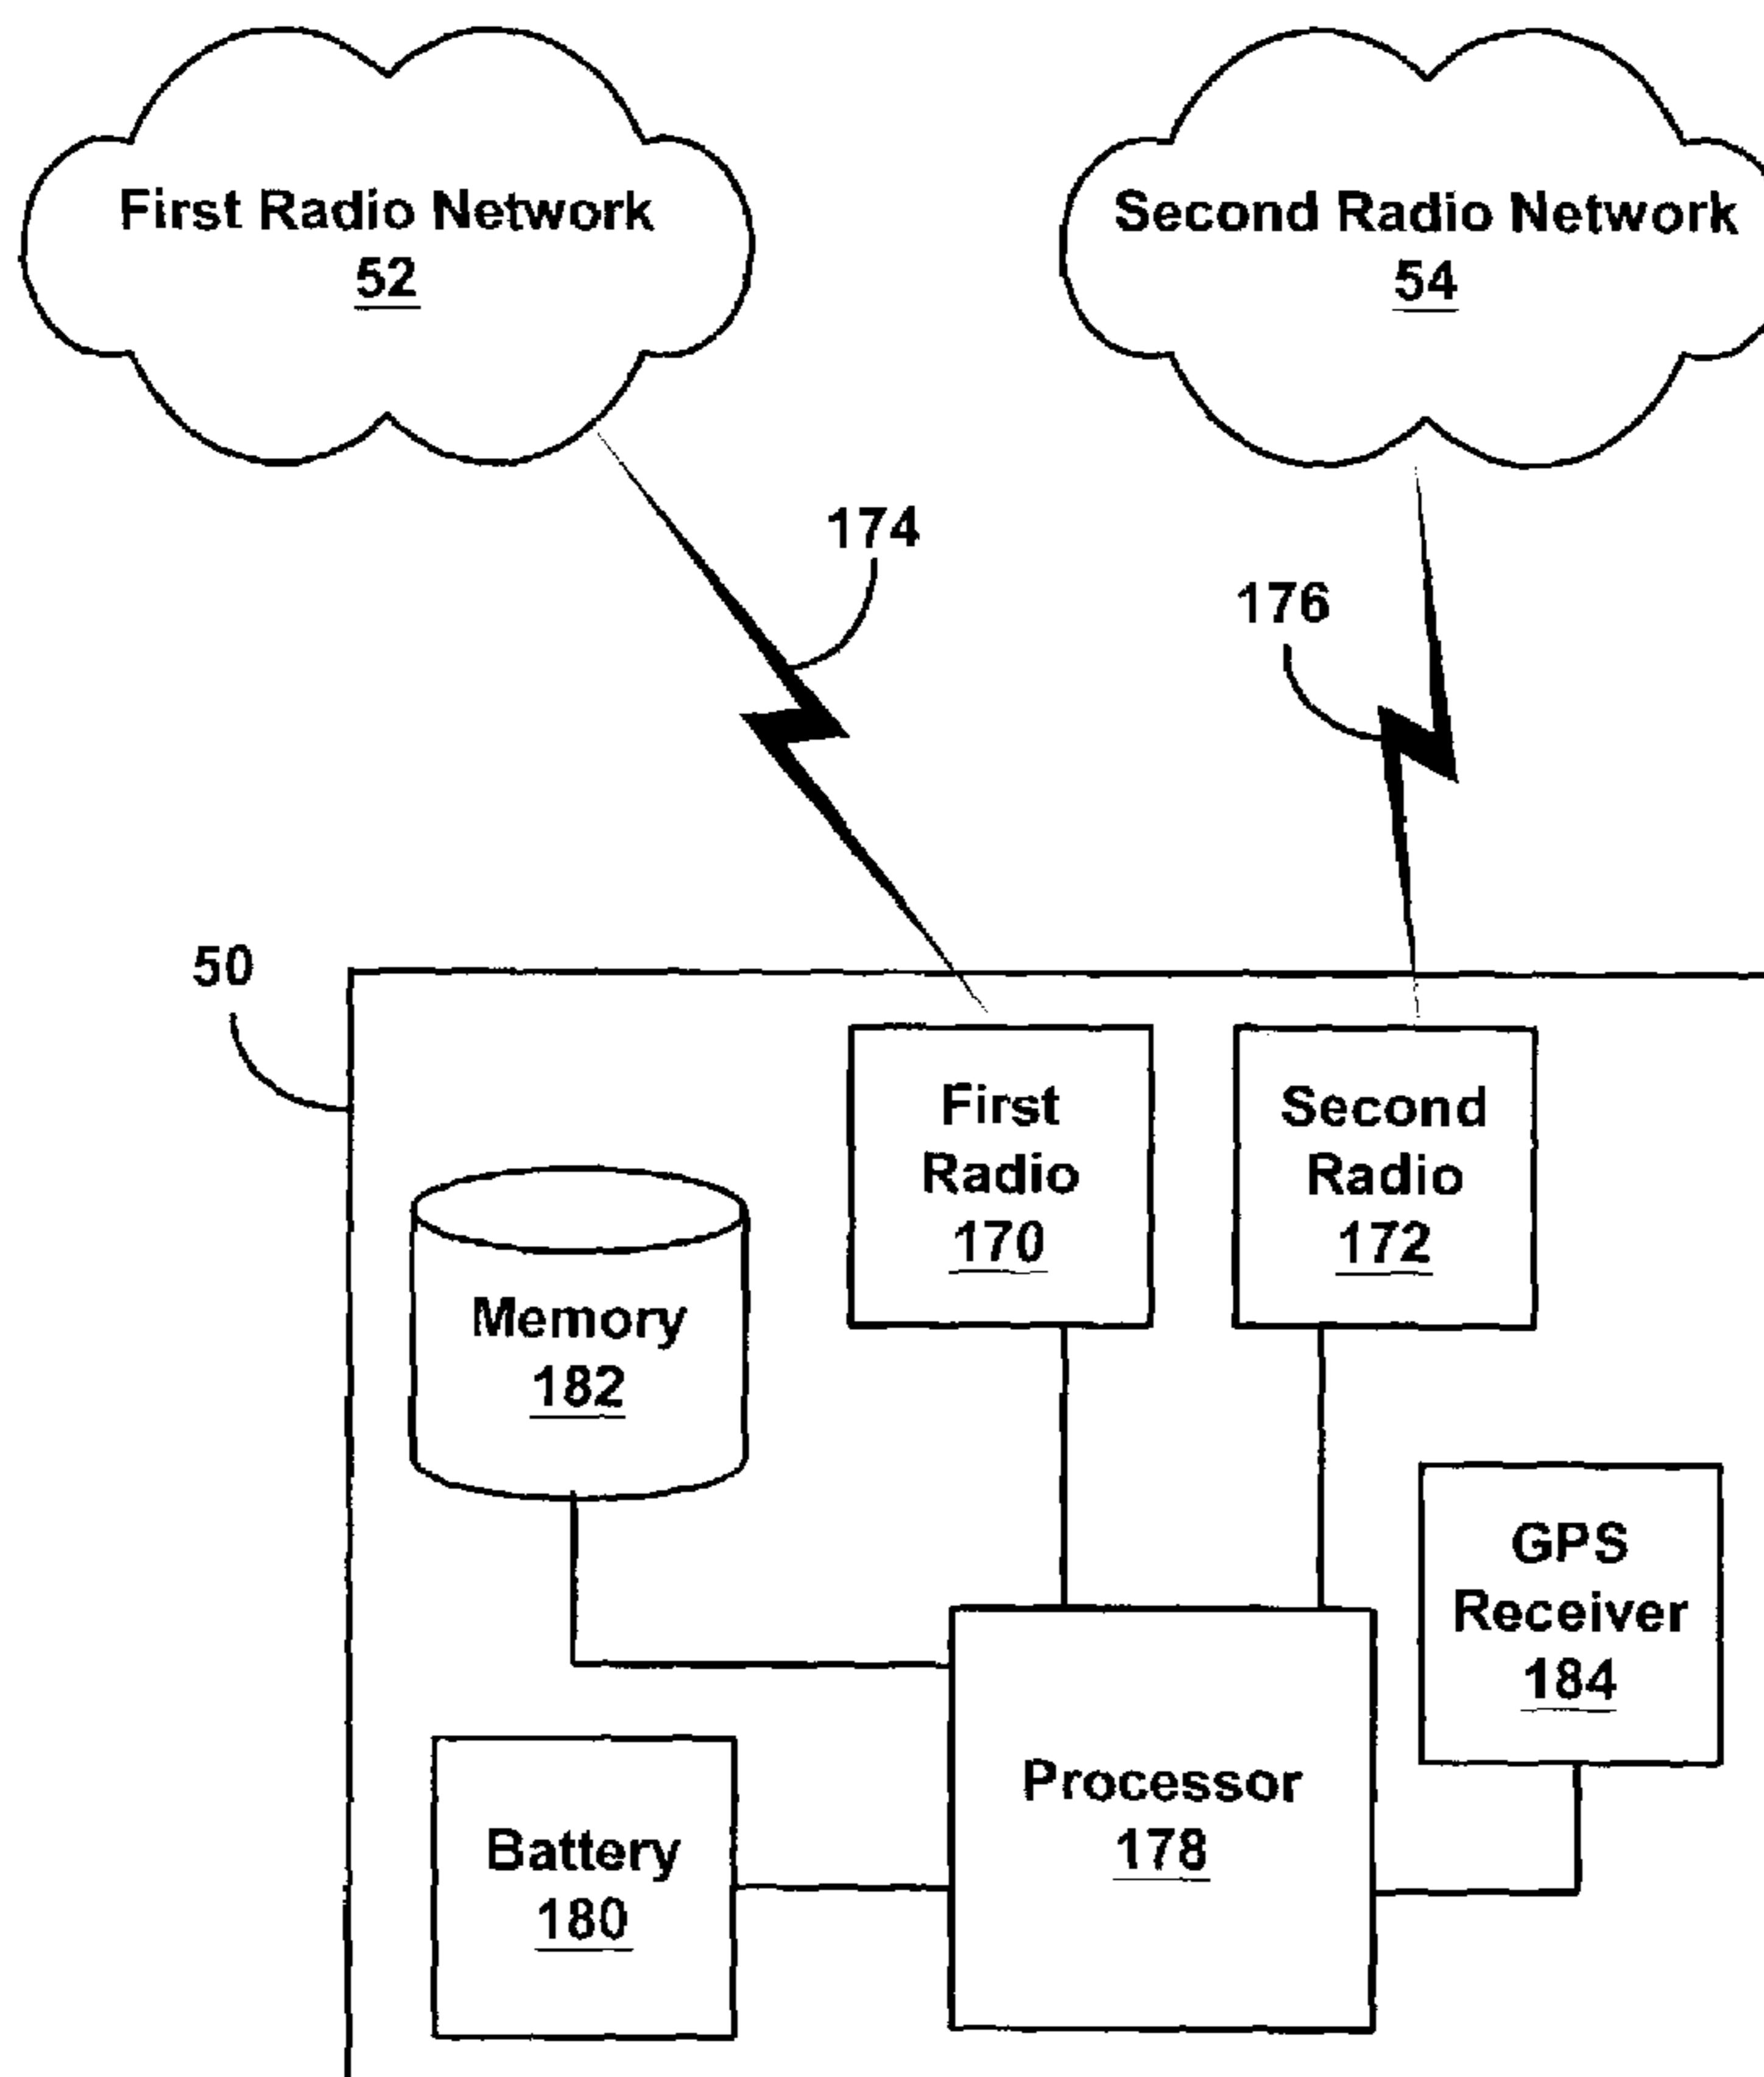 First Radio Network
52
Second Radio Network
54
174
176
50
First
Radio
170
Second
Radio
172
Memory
182
GPS
Receiver
184
Processor
178
Battery
180